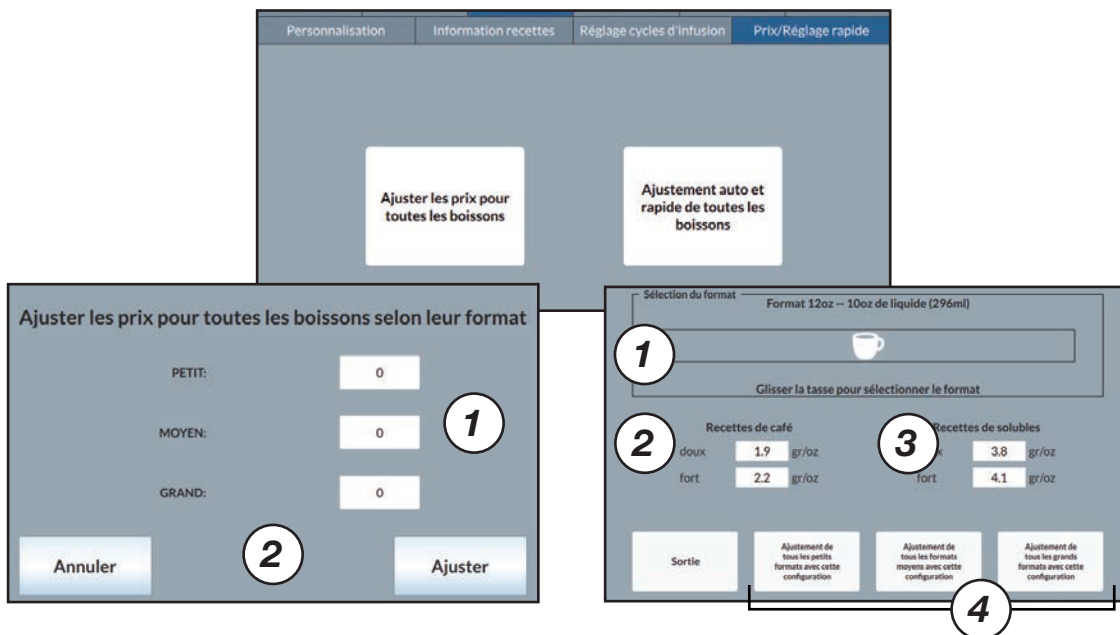 Personnalisation
Information recettes
Réglage cycles d'infusion
Prix/Réglage rapide
Ajuster les prix pour
toutes les boissons
Ajustement auto et
rapide de toutes les
boissons
Ajuster les prix pour toutes les boissons selon leur format
PETIT: 0
MOYEN: 0
1
GRAND: 0
2
Annuler
Ajuster
Sélection du format
Format 12oz -- 10oz de liquide (296ml)
1
Glisser la tasse pour sélectionner le format
2
Recettes de café
doux 1.9 gr/oz
fort 2.2 gr/oz
3
Recettes de solubles
x 3.8 gr/oz
fort 4.1 gr/oz
Sortie
Ajustement de
tous les petits
formats avec cette
configuration
Ajustement de
tous les formats
moyens avec cette
configuration
Ajustement de
tous les grands
formats avec cette
configuration
4